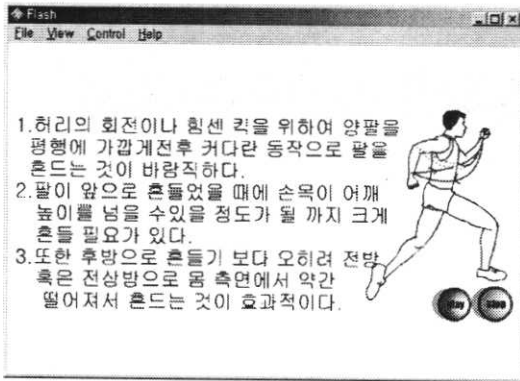 Flash
File View Control Help
1.허리의 회전이나 힘센 킥을 위하여 양팔을
평행에 가깝게전후 커다란 동작으로 팔을
흔드는 것이 바람직하다.
2.팔이 앞으로 흔들었을 때에 손목이 어깨
높이를 넘을 수있을 정도가 될 까지 크게
흔들 필요가 있다.
3.또한 후방으로 흔들기 보다 오히려 전방
혹은 전상방으로 몸 측면에서 약간
떨어져서 흔드는 것이 효과적이다.
play stop